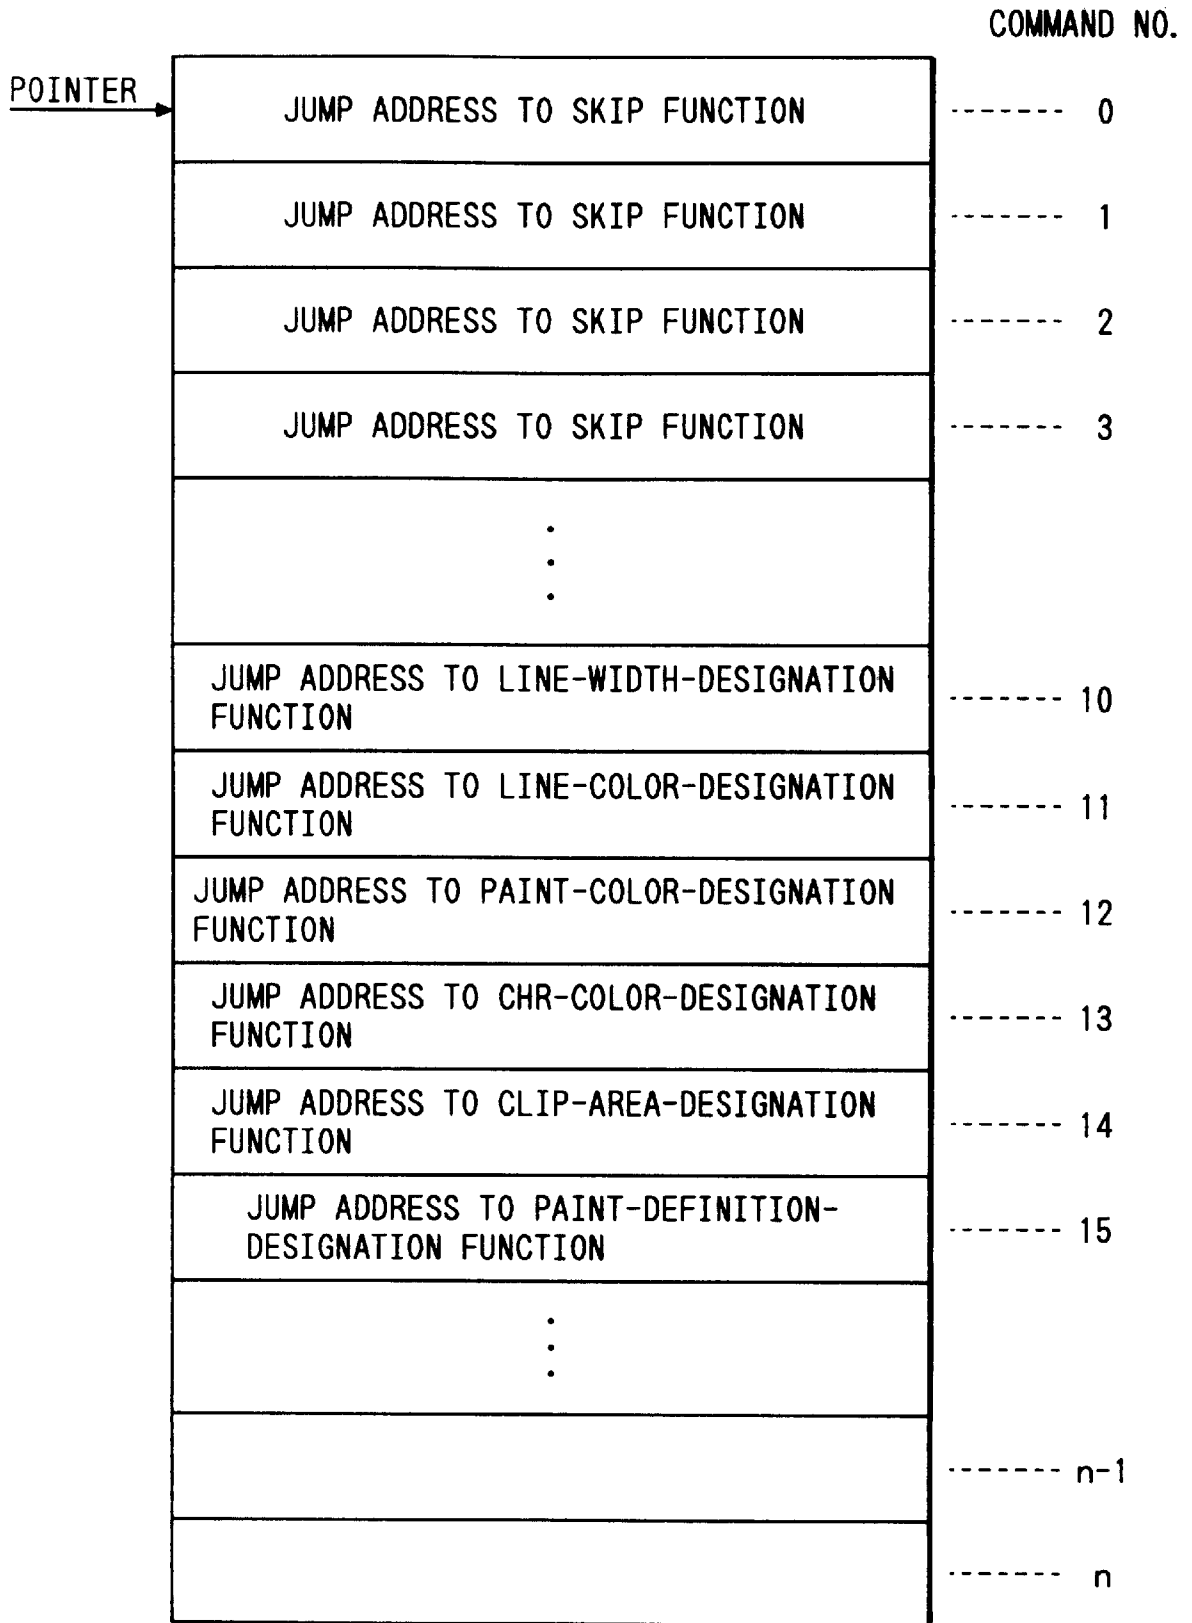 COMMAND NO.
POINTER
JUMP ADDRESS TO SKIP FUNCTION ------- 0
JUMP ADDRESS TO SKIP FUNCTION ------- 1
JUMP ADDRESS TO SKIP FUNCTION ------- 2
JUMP ADDRESS TO SKIP FUNCTION ------- 3
JUMP ADDRESS TO LINE-WIDTH-DESIGNATION
FUNCTION ------- 10
JUMP ADDRESS TO LINE-COLOR-DESIGNATION
FUNCTION ------- 11
JUMP ADDRESS TO PAINT-COLOR-DESIGNATION
FUNCTION ------- 12
JUMP ADDRESS TO CHR-COLOR-DESIGNATION
FUNCTION ------- 13
JUMP ADDRESS TO CLIP-AREA-DESIGNATION
FUNCTION ------- 14
JUMP ADDRESS TO PAINT-DEFINITION-
DESIGNATION FUNCTION ------- 15
------- n-1
------- n